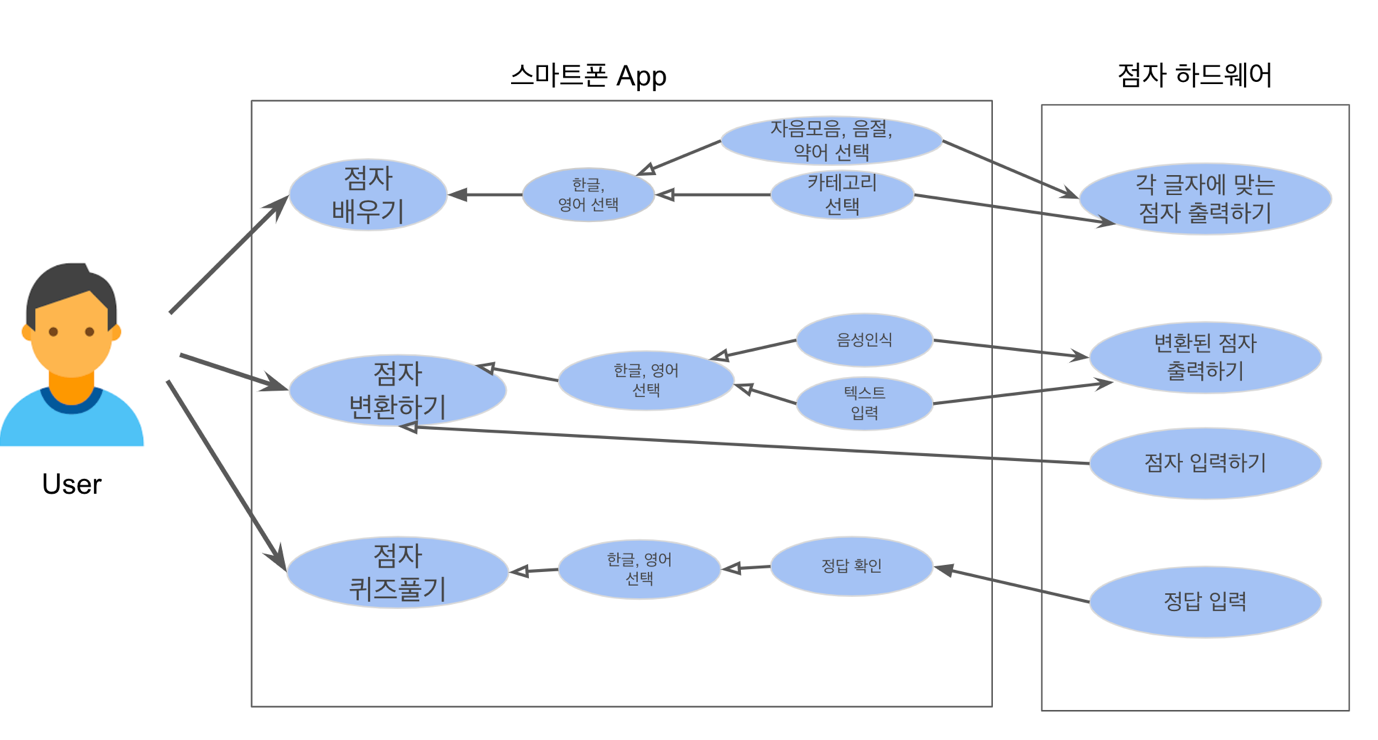 스마트폰 App
점자 하드웨어
자음모음, 음절,
약어 선택
점자
배우기
한글,
영어 선택
카테고리
선택
각 글자에 맞는
점자 출력하기
음성인식
점자
변환하기
한글, 영어
선택
텍스트
입력
변환된 점자
출력하기
점자 입력하기
User
점자
퀴즈풀기
한글, 영어
선택
정답 확인
정답 입력